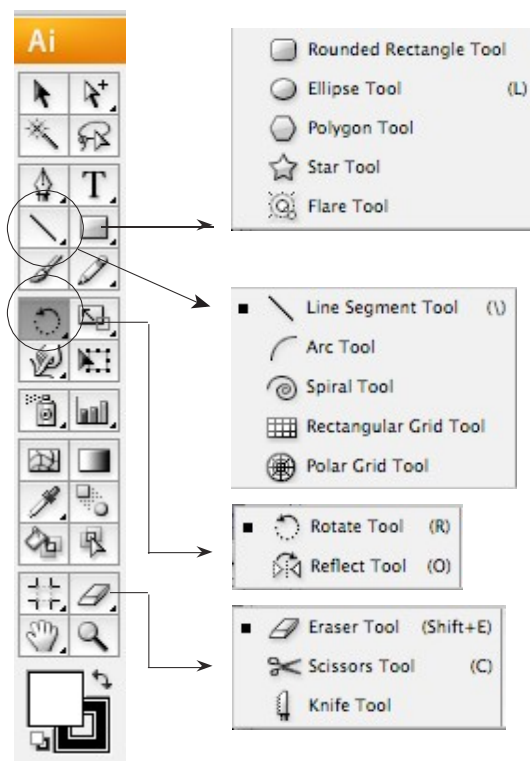 Ai
T
Rounded Rectangle Tool
Ellipse Tool (L)
Polygon Tool
Star Tool
Flare Tool
Line Segment Tool (\)
Arc Tool
Spiral Tool
Rectangular Grid Tool
Polar Grid Tool
Rotate Tool (R)
Reflect Tool (O)
Eraser Tool (Shift+E)
Scissors Tool (C)
Knife Tool